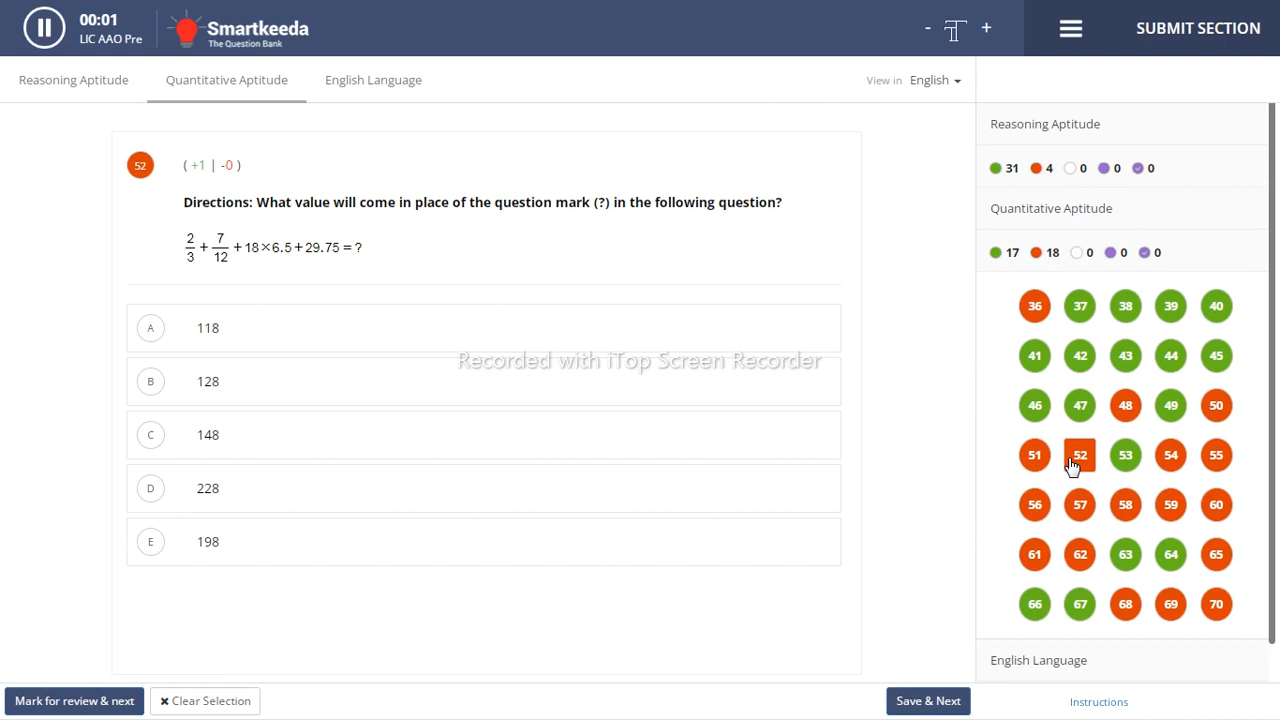 00:01
LIC AAO Pre
Smartkeeda
The Question Bank
- T +
SUBMIT SECTION
Reasoning Aptitude
Quantitative Aptitude
English Language
View in English
52
( +1 | -0 )
Directions: What value will come in place of the question mark (?) in the following question?
2/3 + 7/12 + 18×6.5+29.75 = ?
A 118
B 128
C 148
D 228
E 198
Recorded with iTop Screen Recorder
Reasoning Aptitude
31 4 0 0 0
Quantitative Aptitude
17 18 0 0 0
36 37 38 39 40
41 42 43 44 45
46 47 48 49 50
51 52 53 54 55
56 57 58 59 60
61 62 63 64 65
66 67 68 69 70
English Language
Mark for review & next
✖ Clear Selection
Save & Next
Instructions